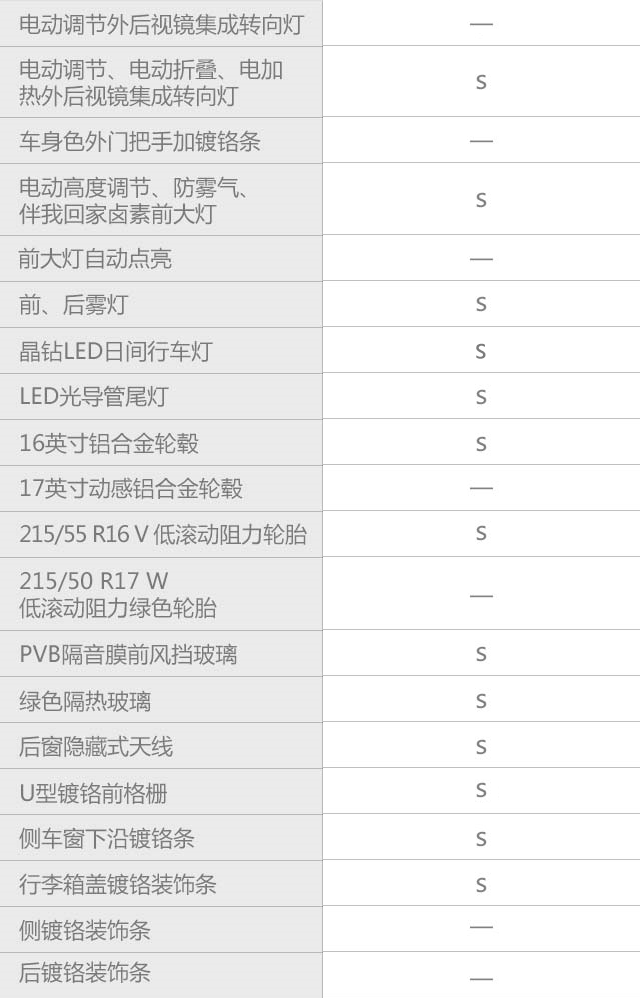 电动调节外后视镜集成转向灯 —
电动调节、电动折叠、电加
热外后视镜集成转向灯 S
车身色外门把手加镀铬条 —
电动高度调节、防雾气、
伴我回家卤素前大灯 S
前大灯自动点亮 —
前、后雾灯 S
晶钻LED日间行车灯 S
LED光导管尾灯 S
16英寸铝合金轮毂 S
17英寸动感铝合金轮毂 —
215/55 R16 V 低滚动阻力轮胎 S
215/50 R17 W
低滚动阻力绿色轮胎 —
PVB隔音膜前风挡玻璃 S
绿色隔热玻璃 S
后窗隐藏式天线 S
U型镀铬前格栅 S
侧车窗下沿镀铬条 S
行李箱盖镀铬装饰条 S
侧镀铬装饰条 —
后镀铬装饰条 —